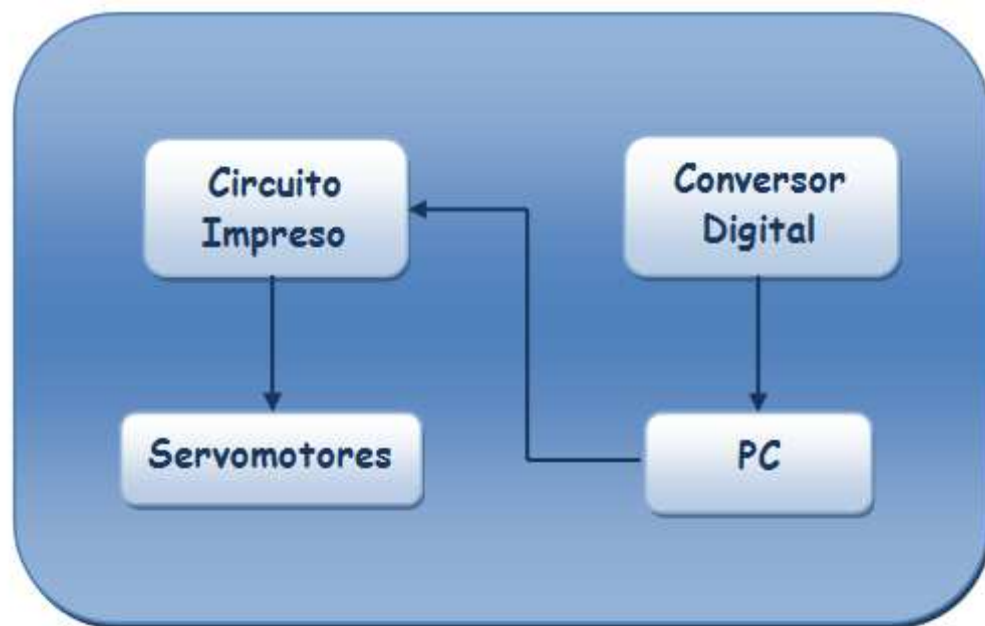 Circuito
Impreso
Conversor
Digital
Servomotores
PC